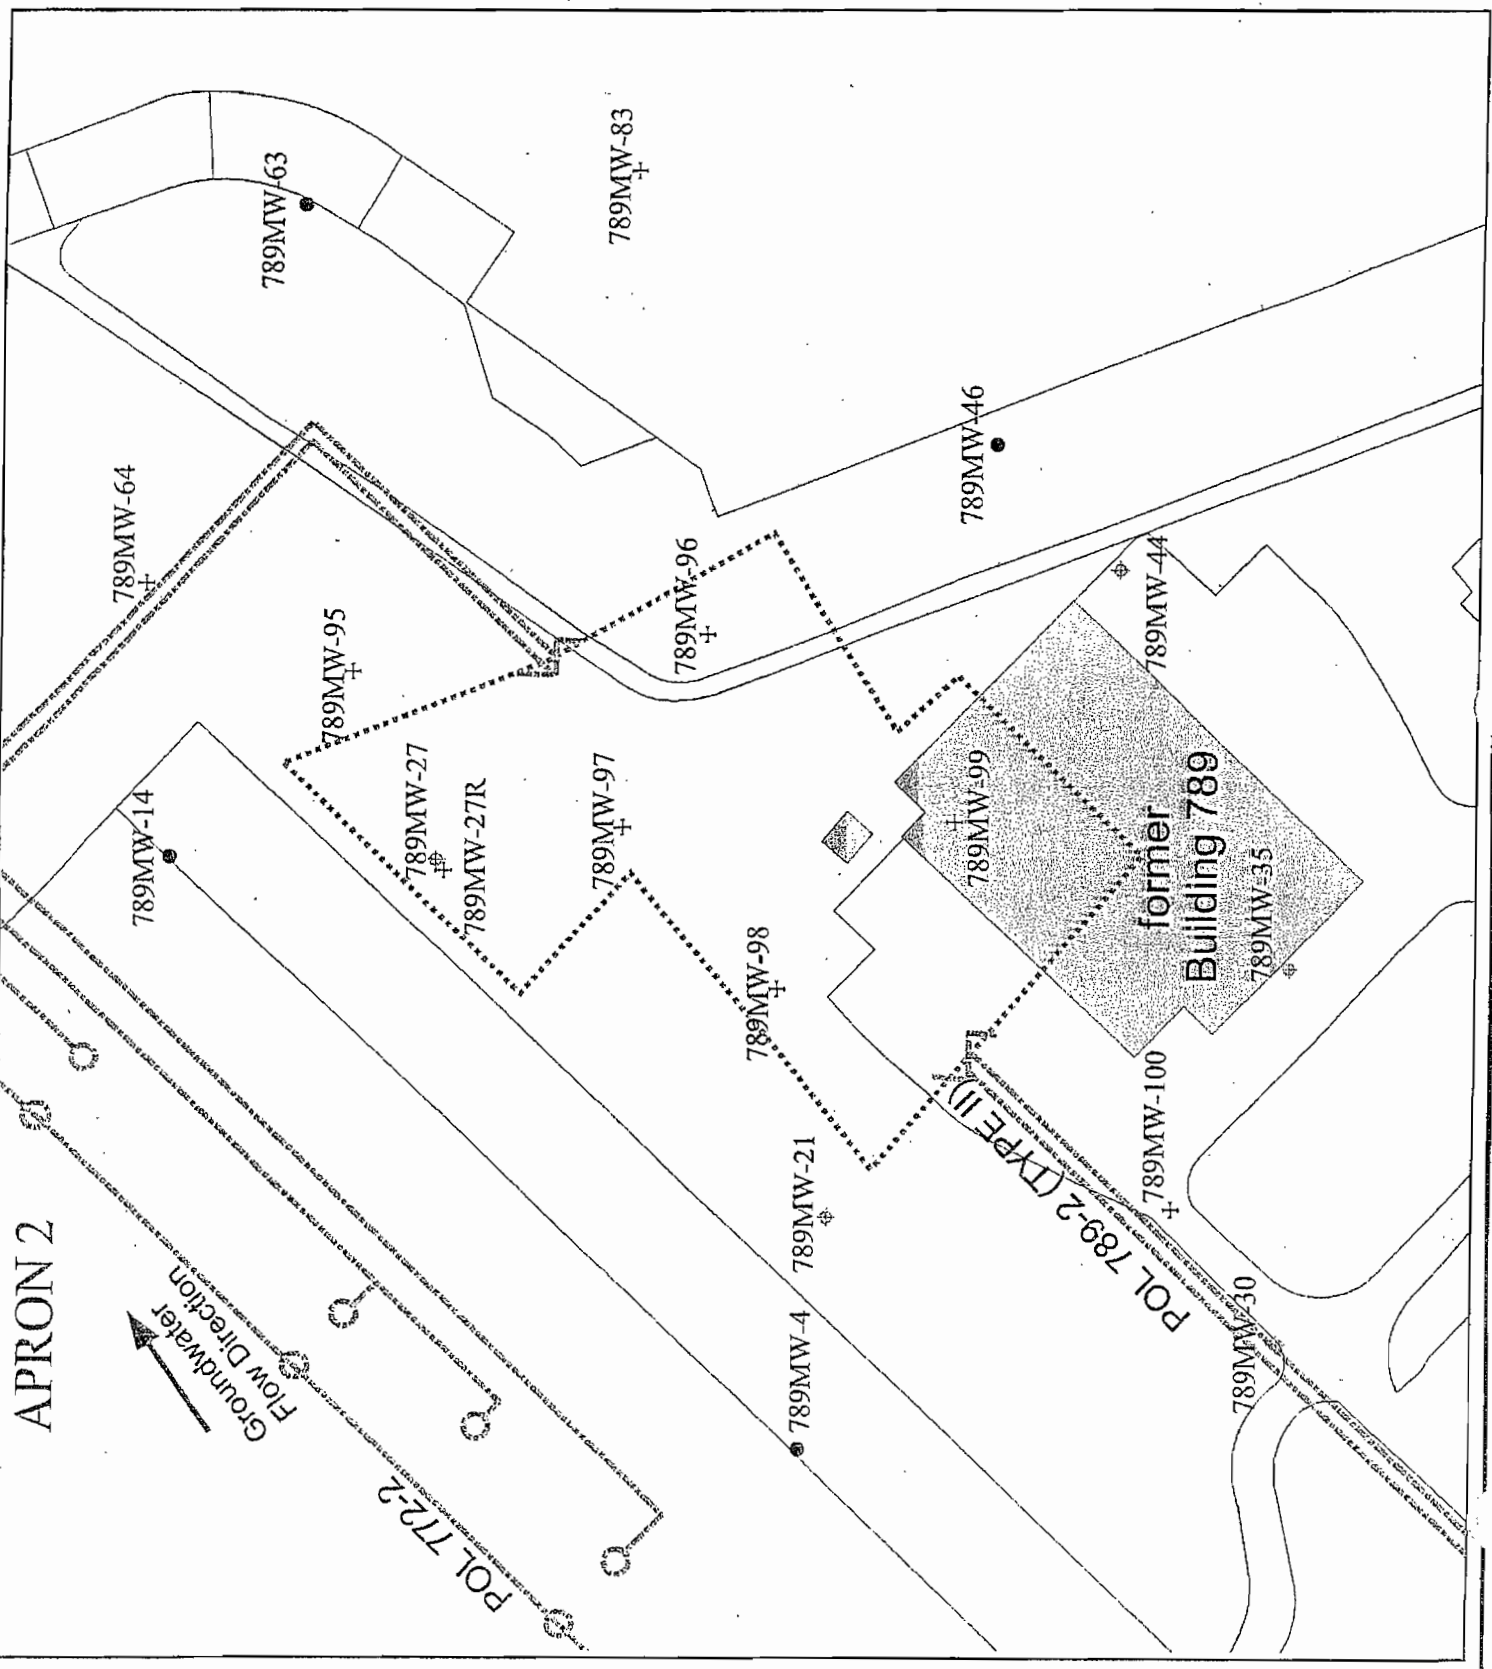 APRON 2
Groundwater
Flow Direction
POL 772-2
789MW-14
789MW-64
789MW-63
789MW-83
789MW-95
789MW-27
789MW-27R
789MW-97
789MW-96
789MW-98
789MW-46
789MW-21
789MW-4
789MW-99
789MW-44
former
Building 789
789MW-35
POL 789-2 (TYPE II)
789MW-100
789MW-30